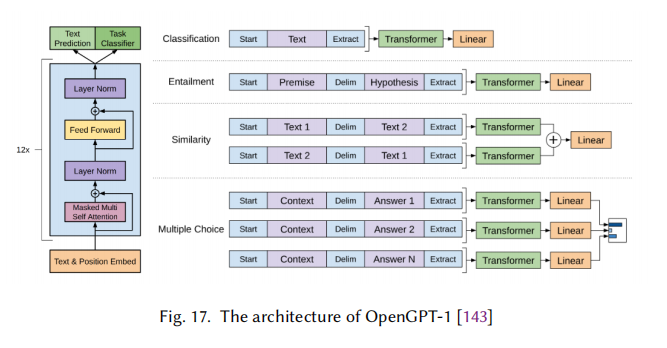 Text Prediction
Task Classifier
12x
Layer Norm
+
Feed Forward
Layer Norm
+
Masked Multi Self Attention
Text & Position Embed
Classification Start Text Extract Transformer Linear
Entailment Start Premise Delim Hypothesis Extract Transformer Linear
Similarity
Start Text 1 Delim Text 2 Extract Transformer
+ Linear
Start Text 2 Delim Text 1 Extract Transformer
Multiple Choice
Start Context Delim Answer 1 Extract Transformer Linear
Start Context Delim Answer 2 Extract Transformer Linear
Start Context Delim Answer N Extract Transformer Linear
Fig. 17. The architecture of OpenGPT-1 [143]